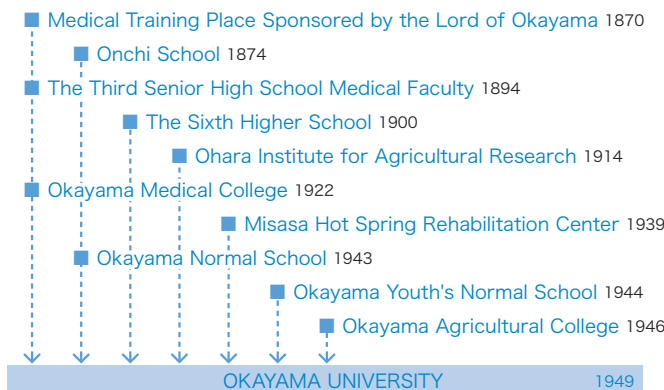 Medical Training Place Sponsored by the Lord of Okayama 1870
Onchi School 1874
The Third Senior High School Medical Faculty 1894
The Sixth Higher School 1900
Ohara Institute for Agricultural Research 1914
Okayama Medical College 1922
Misasa Hot Spring Rehabilitation Center 1939
Okayama Normal School 1943
Okayama Youth's Normal School 1944
Okayama Agricultural College 1946
OKAYAMA UNIVERSITY 1949